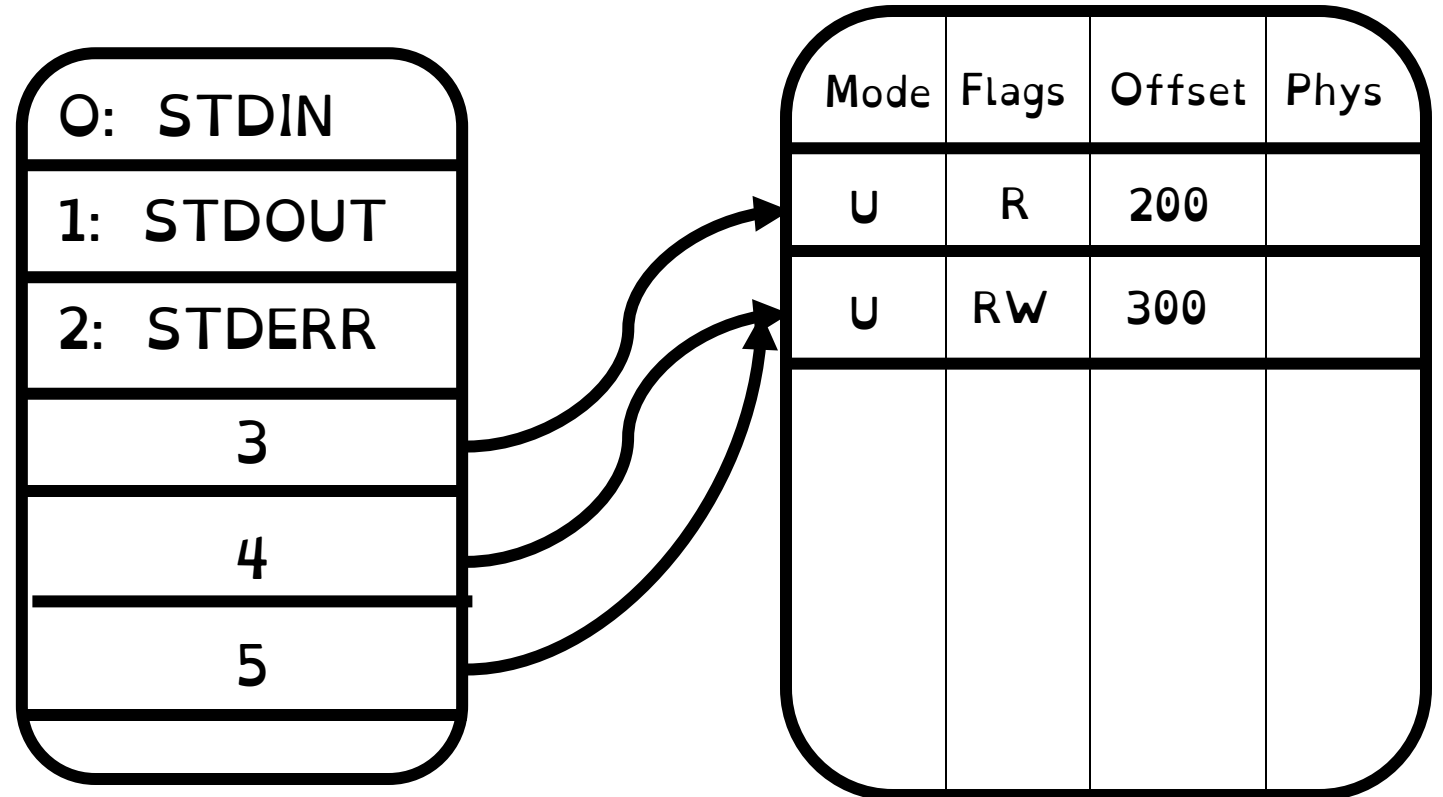 0: STDIN
1: STDOUT
2: STDERR
3
4
5
Mode Flags Offset Phys
U R 200
U RW 300